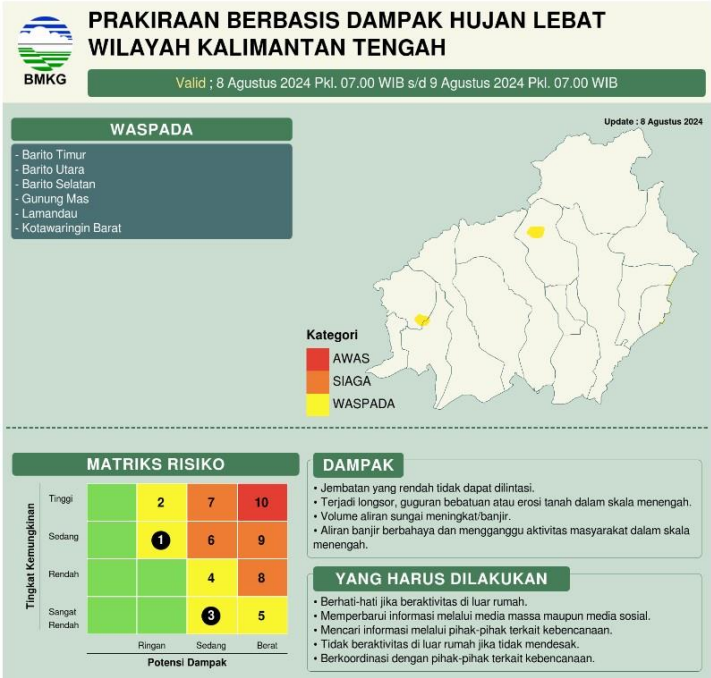 PRAKIRAAN BERBASIS DAMPAK HUJAN LEBAT
WILAYAH KALIMANTAN TENGAH
BMKG
Valid ; 8 Agustus 2024 Pkl. 07.00 WIB s/d 9 Agustus 2024 Pkl. 07.00 WIB
Update : 8 Agustus 2024
WASPADA
- Barito Timur
- Barito Utara
- Barito Selatan
- Gunung Mas
- Lamandau
- Kotawaringin Barat
Kategori
AWAS
SIAGA
WASPADA
MATRIKS RISIKO
Tingkat Kemungkinan
Tinggi 2 7 10
Sedang 1 6 9
Rendah 4 8
Sangat
Rendah 3 5
Ringan Sedang Berat
Potensi Dampak
DAMPAK
• Jembatan yang rendah tidak dapat dilintasi.
• Terjadi longsor, guguran bebatuan atau erosi tanah dalam skala menengah.
• Volume aliran sungai meningkat/banjir.
• Aliran banjir berbahaya dan mengganggu aktivitas masyarakat dalam skala
menengah.
YANG HARUS DILAKUKAN
• Berhati-hati jika beraktivitas di luar rumah.
• Memperbarui informasi melalui media massa maupun media sosial.
• Mencari informasi melalui pihak-pihak terkait kebencanaan.
• Tidak beraktivitas di luar rumah jika tidak mendesak.
• Berkoordinasi dengan pihak-pihak terkait kebencanaan.